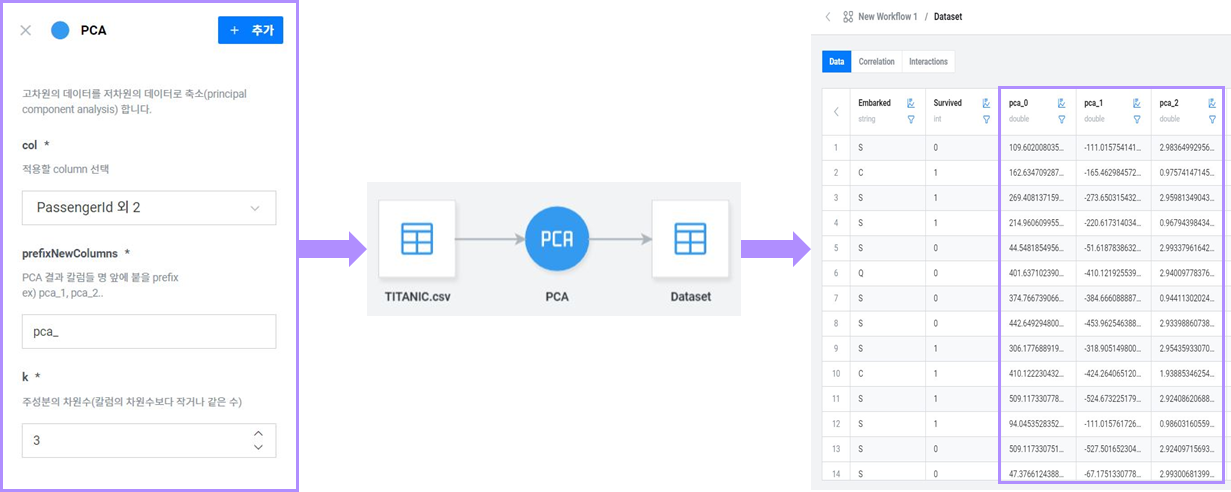 PCA
+ 추가
고차원의 데이터를 저차원의 데이터로 축소(principal
component analysis) 합니다.
col *
적용할 column 선택
PassengerId 외 2
prefixNewColumns *
PCA 결과 칼럼들 명 앞에 붙을 prefix
ex) pca_1, pca_2..
pca_
k *
주성분의 차원수(칼럼의 차원수보다 작거나 같은 수)
3
PCA
TITANIC.csv
PCA
Dataset
New Workflow 1 / Dataset
Data Correlation Interactions
Embarked Survived pca_0 pca_1 pca_2
string int double double double
1 S 0 109.602008035... -111.015754141... 2.98364992956...
2 C 1 162.634709287... -165.462984572... 0.97574147145...
3 S 1 269.408137159... -273.650315432... 2.95981349043...
4 S 1 214.960609955... -220.617314034... 0.96794398434...
5 S 0 44.5481854956... -51.6187838632... 2.99337961642...
6 Q 0 401.637102390... -410.121925539... 2.94009778376...
7 S 0 374.766739066... -384.666088887... 0.94411302024...
8 S 0 442.649294800... -453.962546388... 2.93398860738...
9 S 1 306.177688919... -318.905149800... 2.95435933070...
10 C 1 410.122230432... -424.264065120... 1.93885346254...
11 S 1 509.117330778... -524.673225179... 2.92408620688...
12 S 1 94.0453528352... -111.015761726... 0.98603160559...
13 S 0 509.117330751... -527.501652304... 2.92409715693...
14 S 0 47.3766124388... -67.1751330778... 2.99300681399...